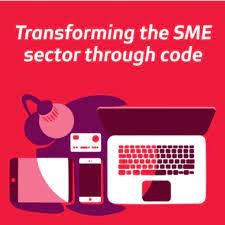 Transforming the SME
sector through code